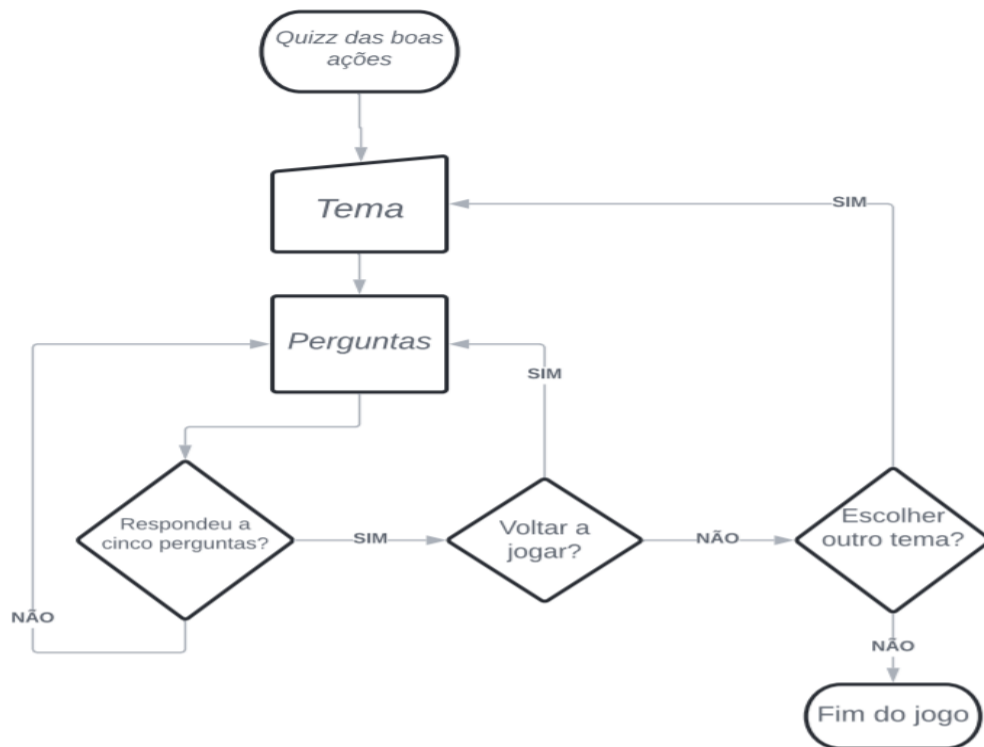 Quizz das boas
ações
Tema
SIM
Perguntas
SIM
Respondeu a
cinco perguntas?
SIM
Voltar a
jogar?
NÃO
Escolher
outro tema?
NÃO
NÃO
Fim do jogo